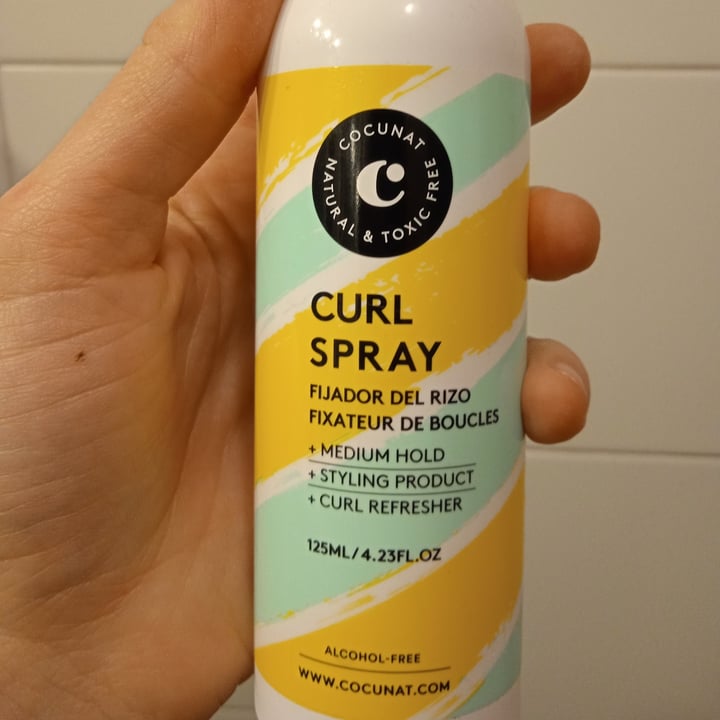 COCUNAT
NATURAL & TOXIC FREE
C
CURL
SPRAY
FIJADOR DEL RIZO
FIXATEUR DE BOUCLES
+ MEDIUM HOLD
+ STYLING PRODUCT
+ CURL REFRESHER
125ML/4.23FL.OZ
ALCOHOL-FREE
WWW.COCUNAT.COM